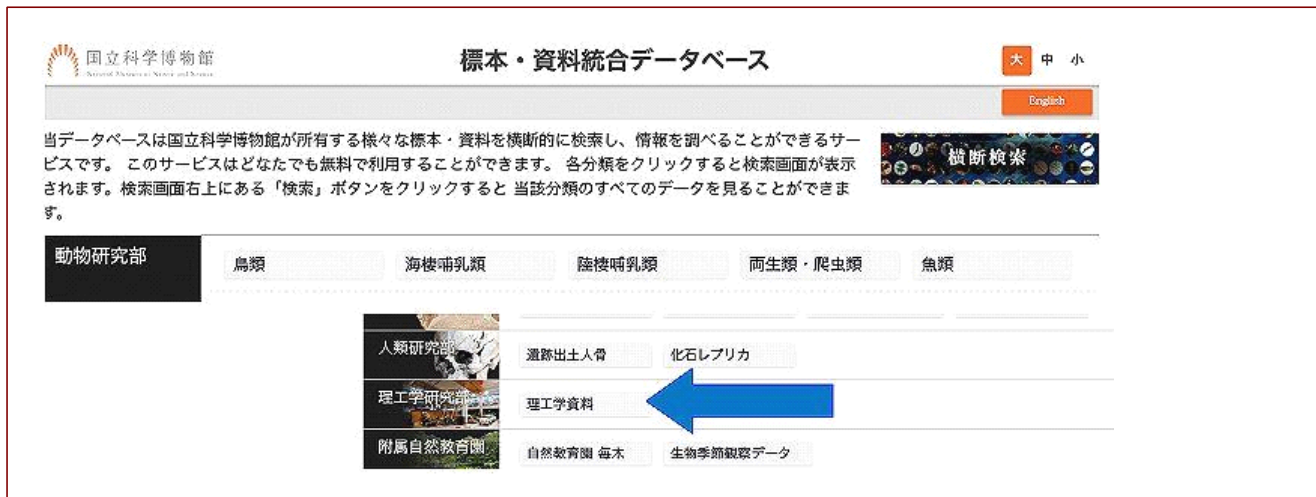 国立科学博物館
標本・資料統合データベース
大 中 小
English
当データベースは国立科学博物館が所有する様々な標本・資料を横断的に検索し、情報を調べることができるサー
ビスです。 このサービスはどなたでも無料で利用することができます。 各分類をクリックすると検索画面が表示
されます。検索画面右上にある「検索」ボタンをクリックすると 当該分類のすべてのデータを見ることができま
す。
横断検索
動物研究部 鳥類 海棲哺乳類 陸棲哺乳類 両生類・爬虫類 魚類
人類研究部 遺跡出土人骨 化石レプリカ
理工学研究部 理工学資料
附属自然教育園 自然教育園 毎木 生物季節観察データ